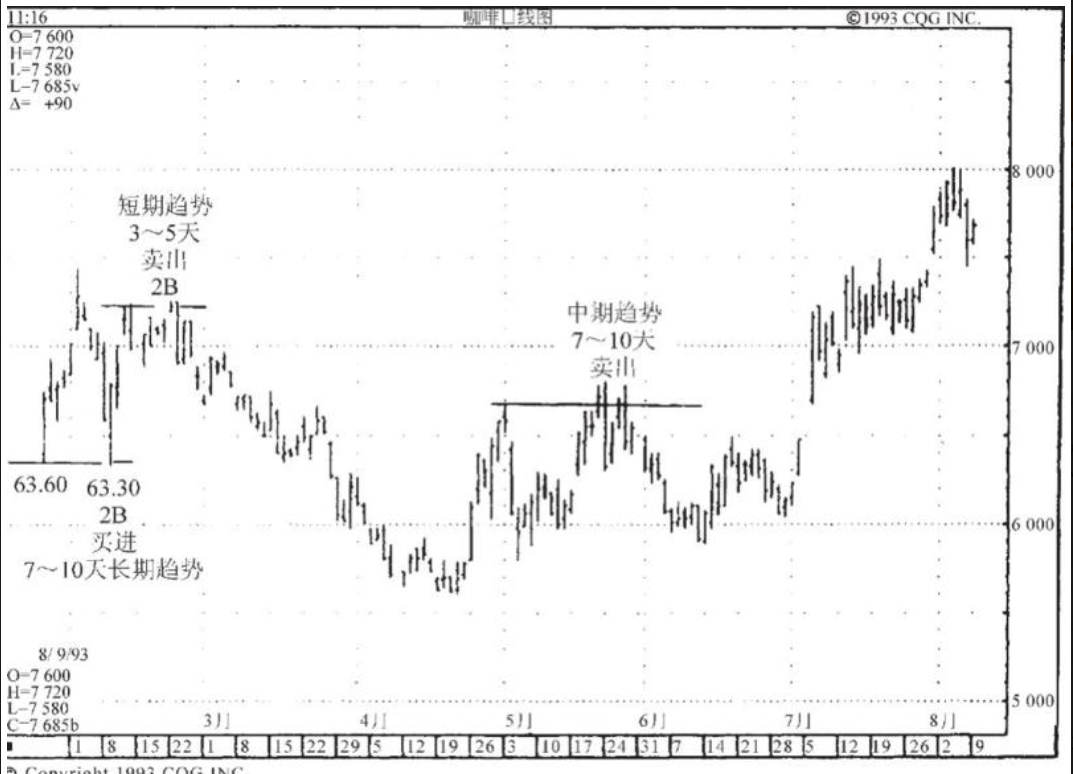 11:16 咖啡日线图 ©1993 CQG INC.
O=7 600
H=7 720
L=7 580
L=7 685v
Δ= +90
8 000
短期趋势
3～5天
卖出
2B
中期趋势
7～10天
卖出
7 000
63.60 63.30
2B
买进
7～10天长期趋势
6 000
8/ 9/93
O=7 600
H=7 720
L=7 580
C=7 685b
5 000
3月 4月 5月 6月 7月 8月
1 8 15 22 1 8 15 22 29 5 12 19 26 3 10 17 24 31 7 14 21 28 5 12 19 26 2 9
Copyright 1993 CQG INC.